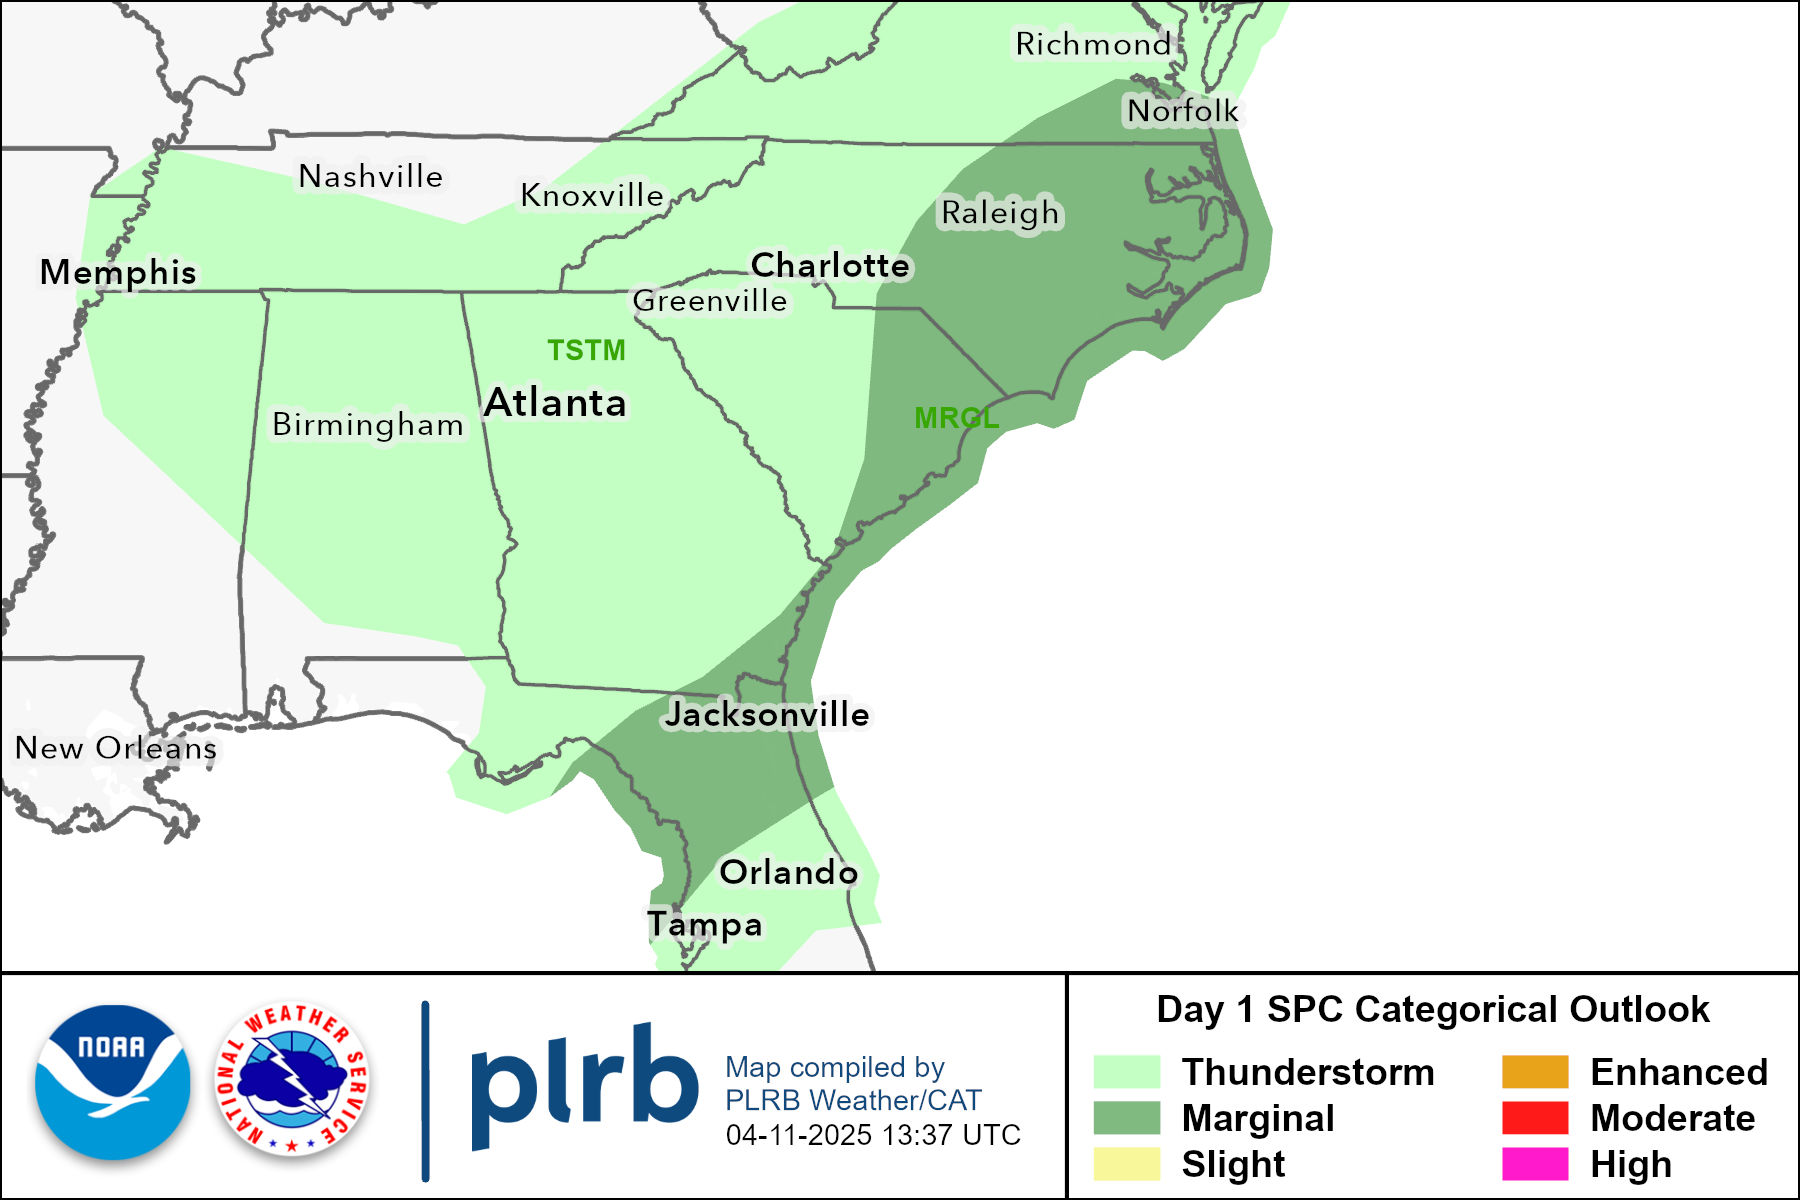 Richmond
Norfolk
Nashville
Knoxville
Raleigh
Memphis
Charlotte
Greenville
TSTM
Atlanta
Birmingham
MRGL
Jacksonville
New Orleans
Orlando
Tampa
NOAA
NATIONAL WEATHER SERVICE
plrb
Map compiled by
PLRB Weather/CAT
04-11-2025 13:37 UTC
Day 1 SPC Categorical Outlook
Thunderstorm
Enhanced
Marginal
Moderate
Slight
High